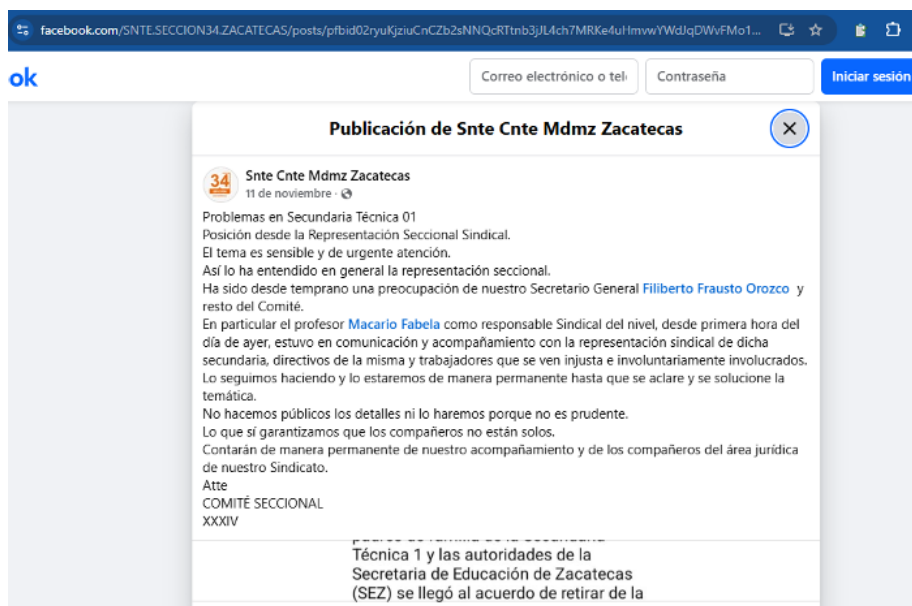 facebook.com/SNTE.SECCION34.ZACATECAS/posts/pfbid02ryuKjziuCnCZb2sNNQcRTtnb3jJL4ch7MRKe4uHmvwYWdJqDWvFMo1...
ok
Correo electrónico o tel
Contraseña
Iniciar sesión
Publicación de Snte Cnte Mdmz Zacatecas
34
Snte Cnte Mdmz Zacatecas
11 de noviembre ·
Problemas en Secundaria Técnica 01
Posición desde la Representación Seccional Sindical.
El tema es sensible y de urgente atención.
Así lo ha entendido en general la representación seccional.
Ha sido desde temprano una preocupación de nuestro Secretario General Filiberto Frausto Orozco y
resto del Comité.
En particular el profesor Macario Fabela como responsable Sindical del nivel, desde primera hora del
día de ayer, estuvo en comunicación y acompañamiento con la representación sindical de dicha
secundaria, directivos de la misma y trabajadores que se ven injusta e involuntariamente involucrados.
Lo seguimos haciendo y lo estaremos de manera permanente hasta que se aclare y se solucione la
temática.
No hacemos públicos los detalles ni lo haremos porque no es prudente.
Lo que sí garantizamos que los compañeros no están solos.
Contarán de manera permanente de nuestro acompañamiento y de los compañeros del área jurídica
de nuestro Sindicato.
Atte
COMITÉ SECCIONAL
XXXIV
padres de familia de la Secundaria
Técnica 1 y las autoridades de la
Secretaria de Educación de Zacatecas
(SEZ) se llegó al acuerdo de retirar de la